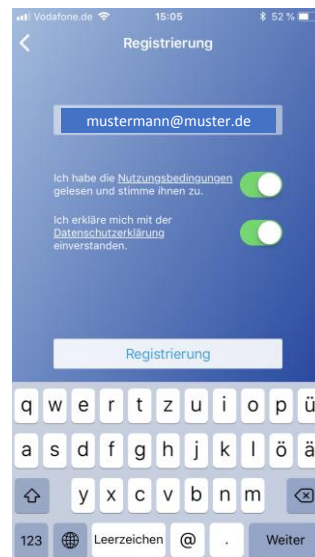 Vodafone.de 15:05 52 %
Registrierung
mustermann@muster.de
Ich habe die Nutzungsbedingungen
gelesen und stimme ihnen zu.
Ich erkläre mich mit der
Datenschutzerklärung
einverstanden.
Registrierung
q w e r t z u i o p ü
a s d f g h j k l ö ä
y x c v b n m
123 Leerzeichen @ . Weiter